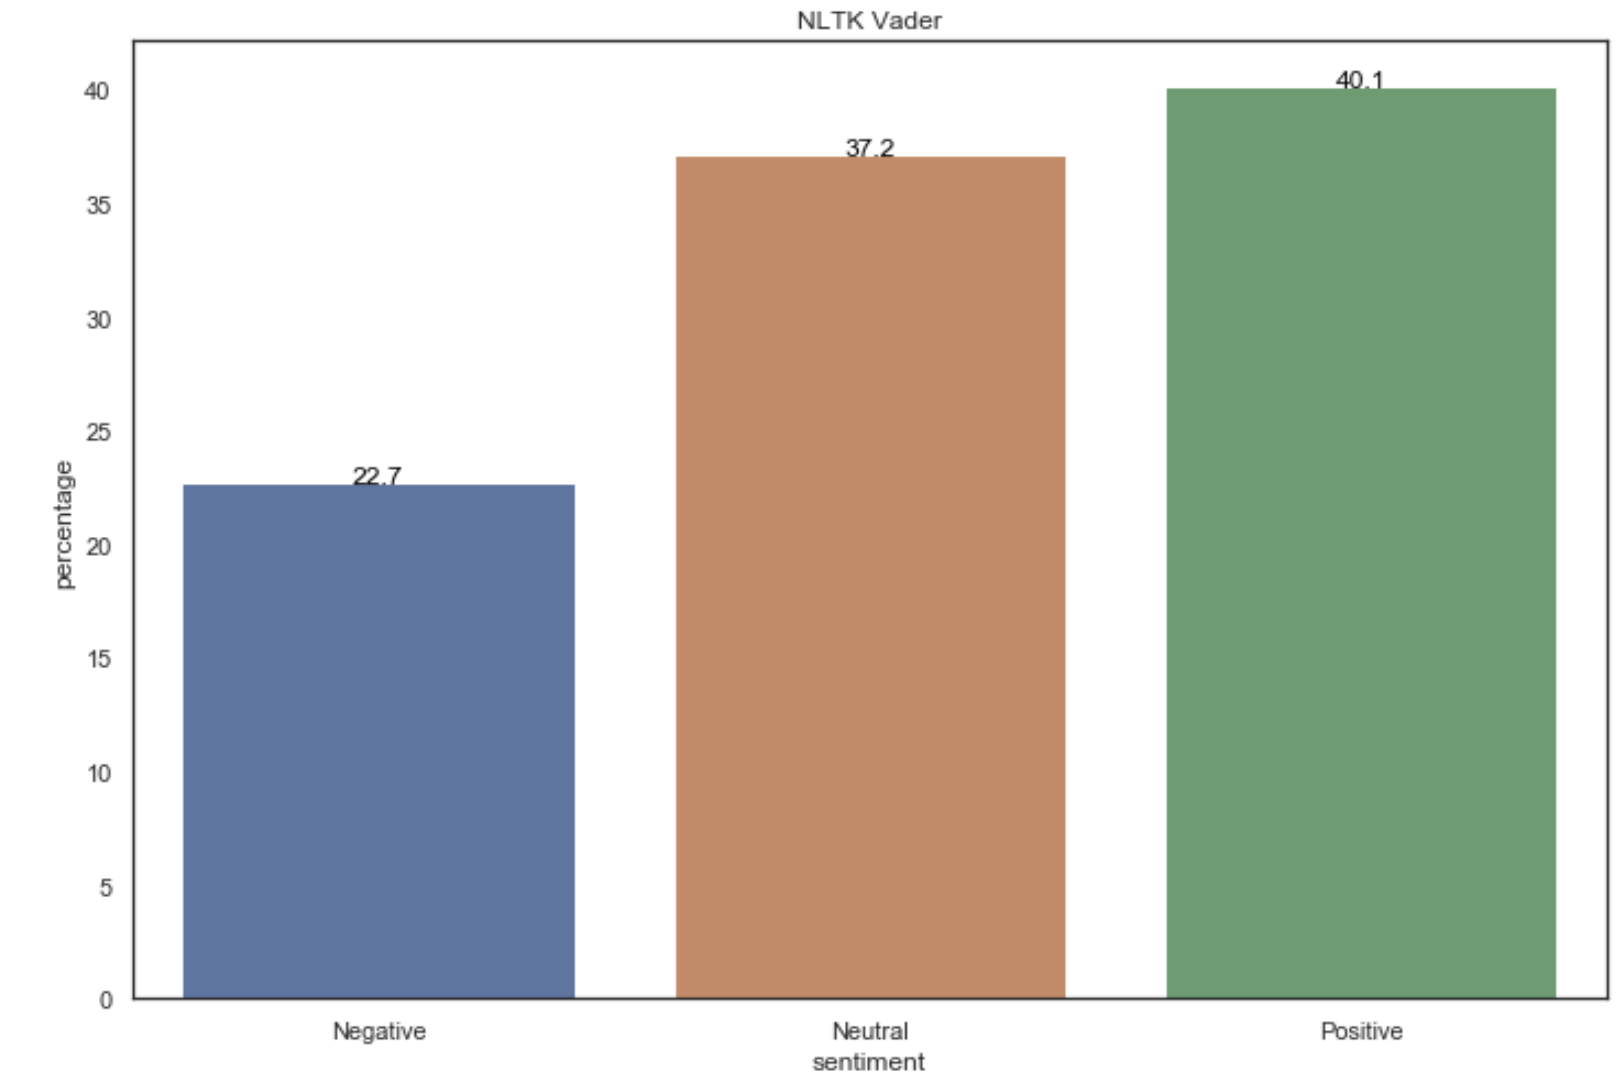 NLTK Vader
percentage
40
35
30
25
20
15
10
5
0
22.7
37.2
40.1
Negative
Neutral
Positive
sentiment